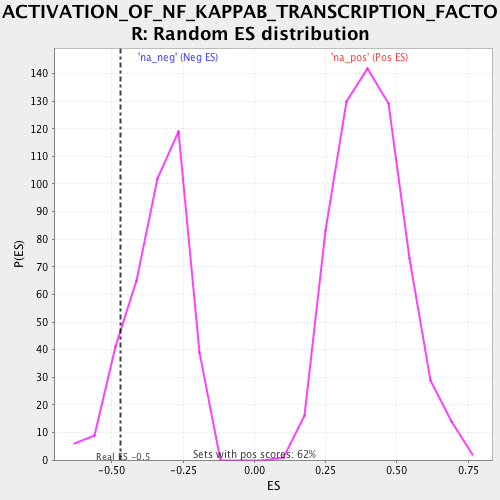 ACTIVATION_OF_NF_KAPPAB_TRANSCRIPTION_FACTO
R: Random ES distribution
'na_neg' (Neg ES)
'na_pos' (Pos ES)
140
130
120
110
100
90
80
70
60
50
40
30
20
10
0
P(ES)
Real ES -0.5
Sets with pos scores: 62%
-0.50
-0.25
0.00
0.25
0.50
0.75
ES